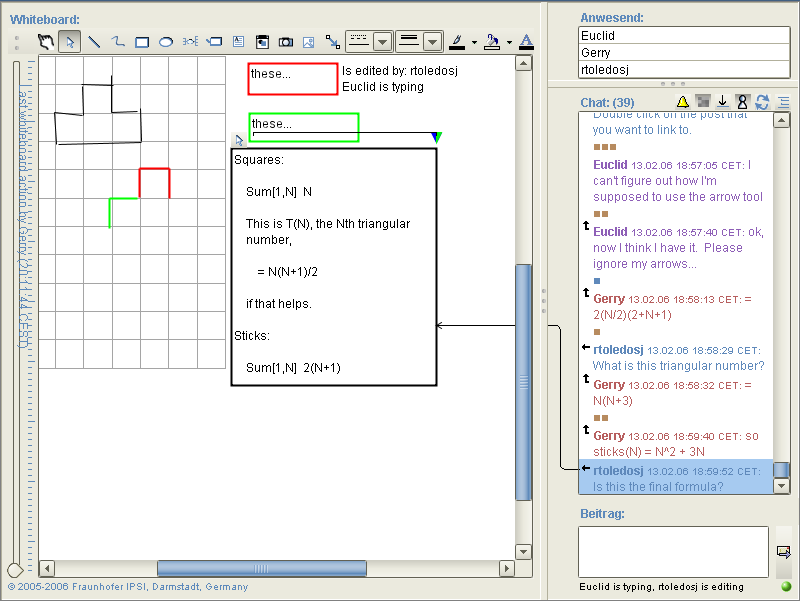 Whiteboard:
these...
Is edited by: rtoledosj
Euclid is typing
these...
Squares:
Sum[1,N]  N
This is T(N), the Nth triangular
number,
= N(N+1)/2
if that helps.
Sticks:
Sum[1,N]  2(N+1)
ast whiteboard action by Gerry (20:11:44 CEST)
© 2005-2006 Fraunhofer IPSI, Darmstadt, Germany
Anwesend:
Euclid
Gerry
rtoledosj
Chat: (39)
Double click on the post that
you want to link to.
Euclid 13.02.06 18:57:05 CET: I
can't figure out how I'm
supposed to use the arrow tool
Euclid 13.02.06 18:57:40 CET: ok,
now I think I have it.  Please
ignore my arrows...
Gerry 13.02.06 18:58:13 CET: =
2(N/2)(2+N+1)
rtoledosj 13.02.06 18:58:29 CET:
What is this triangular number?
Gerry 13.02.06 18:58:32 CET: =
N(N+3)
Gerry 13.02.06 18:59:40 CET: so
sticks(N) = N^2 + 3N
rtoledosj 13.02.06 18:59:52 CET:
Is this the final formula?
Beitrag:
Euclid is typing, rtoledosj is editing